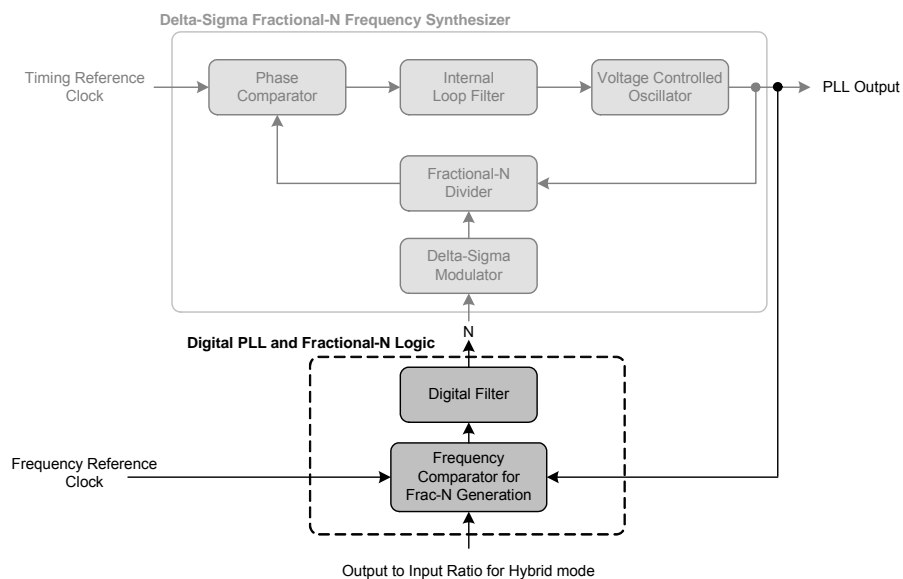 Delta-Sigma Fractional-N Frequency Synthesizer
Timing Reference
Clock
Phase
Comparator
Internal
Loop Filter
Voltage Controlled
Oscillator
PLL Output
Fractional-N
Divider
Delta-Sigma
Modulator
N
Digital PLL and Fractional-N Logic
Digital Filter
Frequency Reference
Clock
Frequency
Comparator for
Frac-N Generation
Output to Input Ratio for Hybrid mode